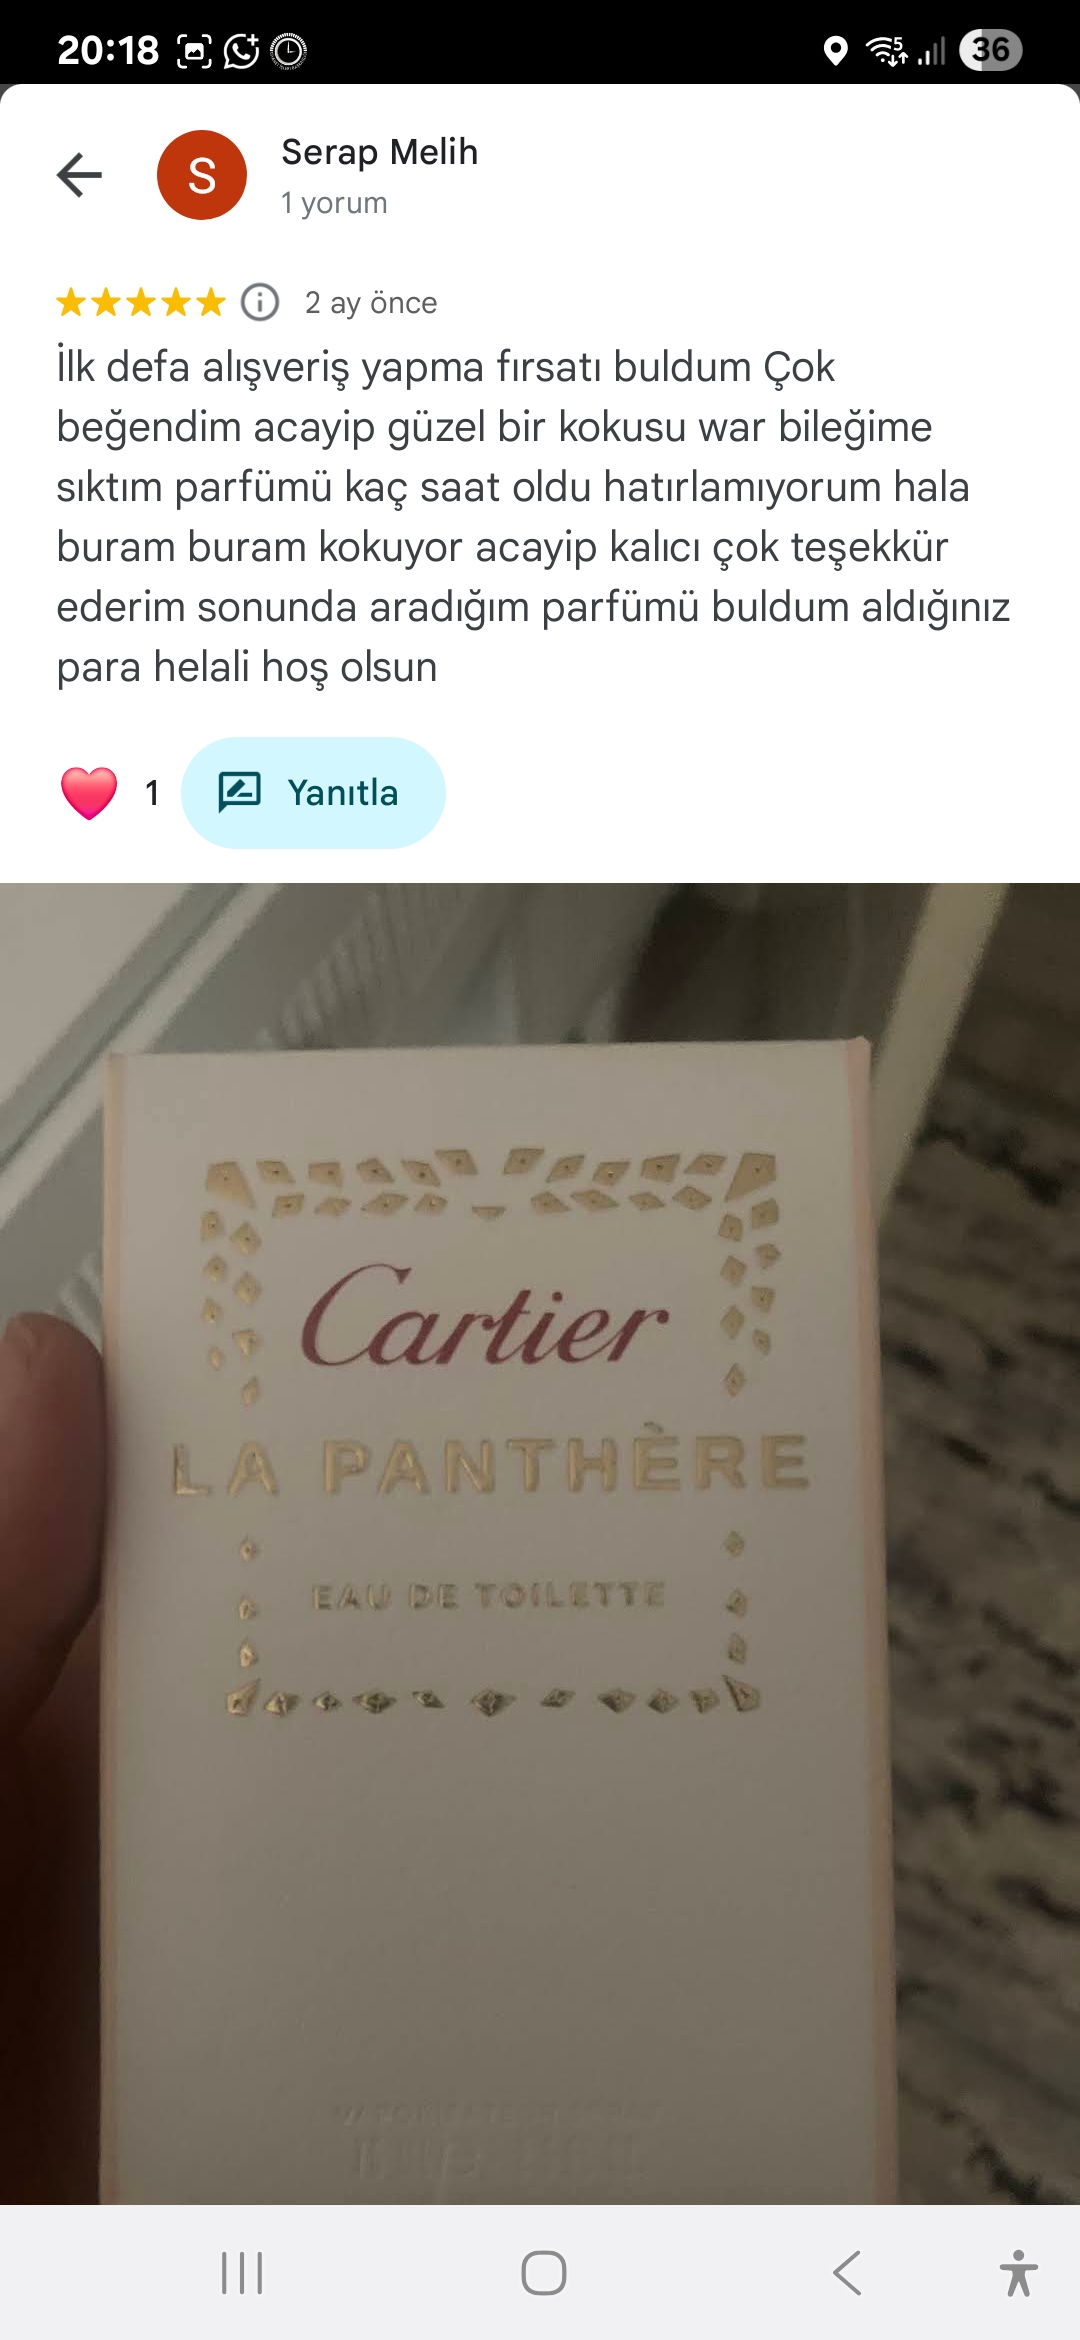 20:18
36
S
Serap Melih
1 yorum
2 ay önce
İlk defa alışveriş yapma fırsatı buldum Çok
beğendim acayip güzel bir kokusu war bileğime
sıktım parfümü kaç saat oldu hatırlamıyorum hala
buram buram kokuyor acayip kalıcı çok teşekkür
ederim sonunda aradığım parfümü buldum aldığınız
para helali hoş olsun
1
Yanıtla
Cartier
LA PANTHÈRE
EAU DE TOILETTE